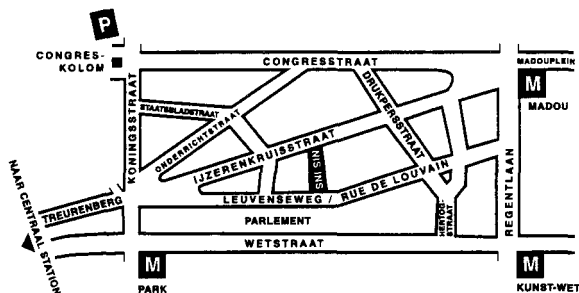 P
CONGRES-
KOLOM
CONGRESSTRAAT
MADOUPLEIN
M
MADOU
KONINGSSTRAAT
STAATSBLADSTRAAT
ONDERRICHTSTRAAT
DRUKPERSSTRAAT
IJZERENKRUISSTRAAT
NIS INS
LEUVENSEWEG / RUE DE LOUVAIN
REGENTLAAN
TREURENBERG
PARLEMENT
HERTOG-
STRAAT
NAAR CENTRAAL STATION
WETSTRAAT
M
PARK
M
KUNST-WET